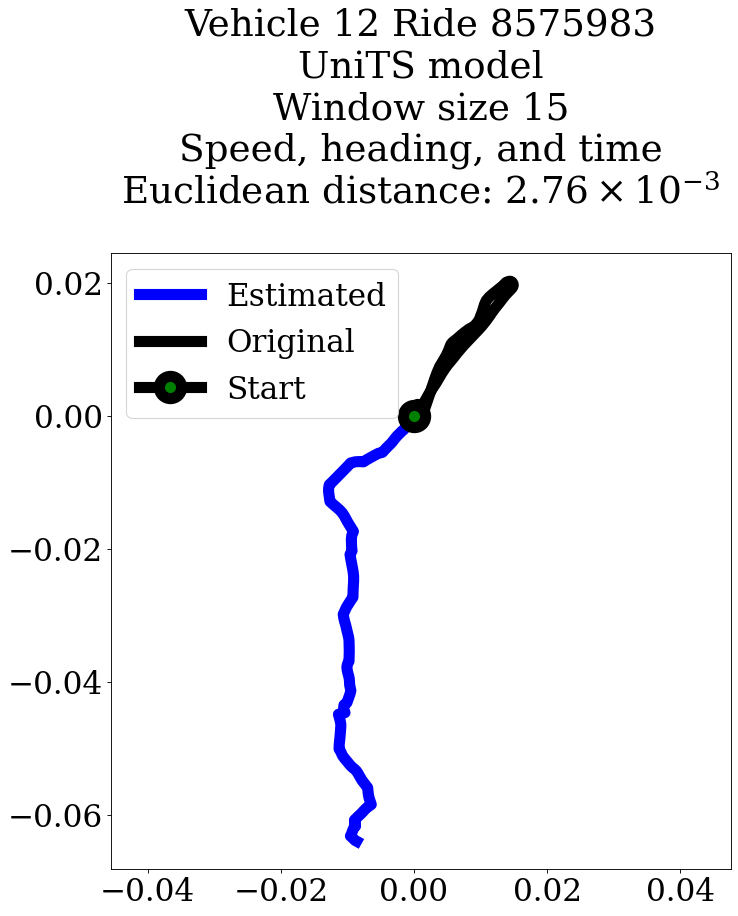 Vehicle 12 Ride 8575983
UniTS model
Window size 15
Speed, heading, and time
Euclidean distance: 2.76 × 10⁻³
Estimated
Original
Start
0.02
0.00
−0.02
−0.04
−0.06
−0.04 −0.02 0.00 0.02 0.04